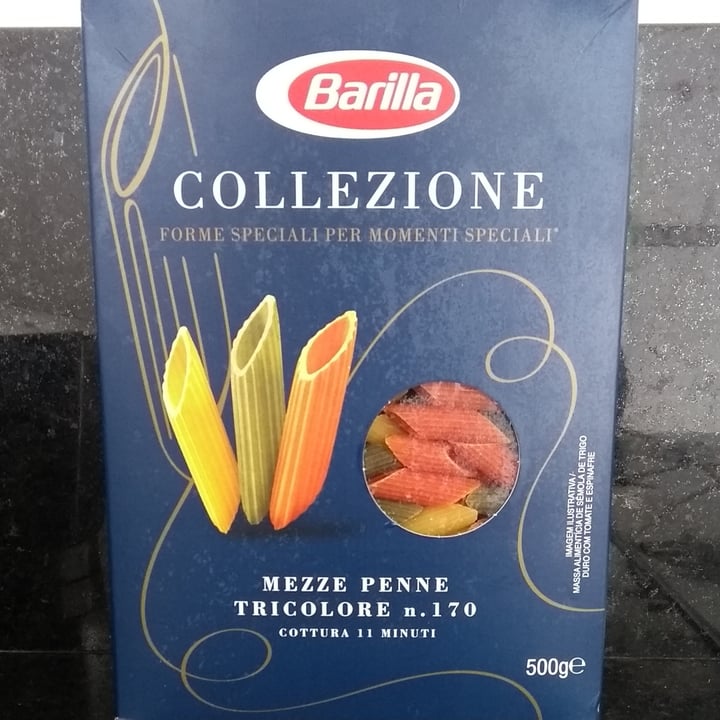 Barilla
COLLEZIONE
FORME SPECIALI PER MOMENTI SPECIALI*
IMAGEM ILUSTRATIVA /
MASSA ALIMENTÍCIA DE SÊMOLA DE TRIGO
DURO COM TOMATE E ESPINAFRE
MEZZE PENNE
TRICOLORE n.170
COTTURA 11 MINUTI
500g℮